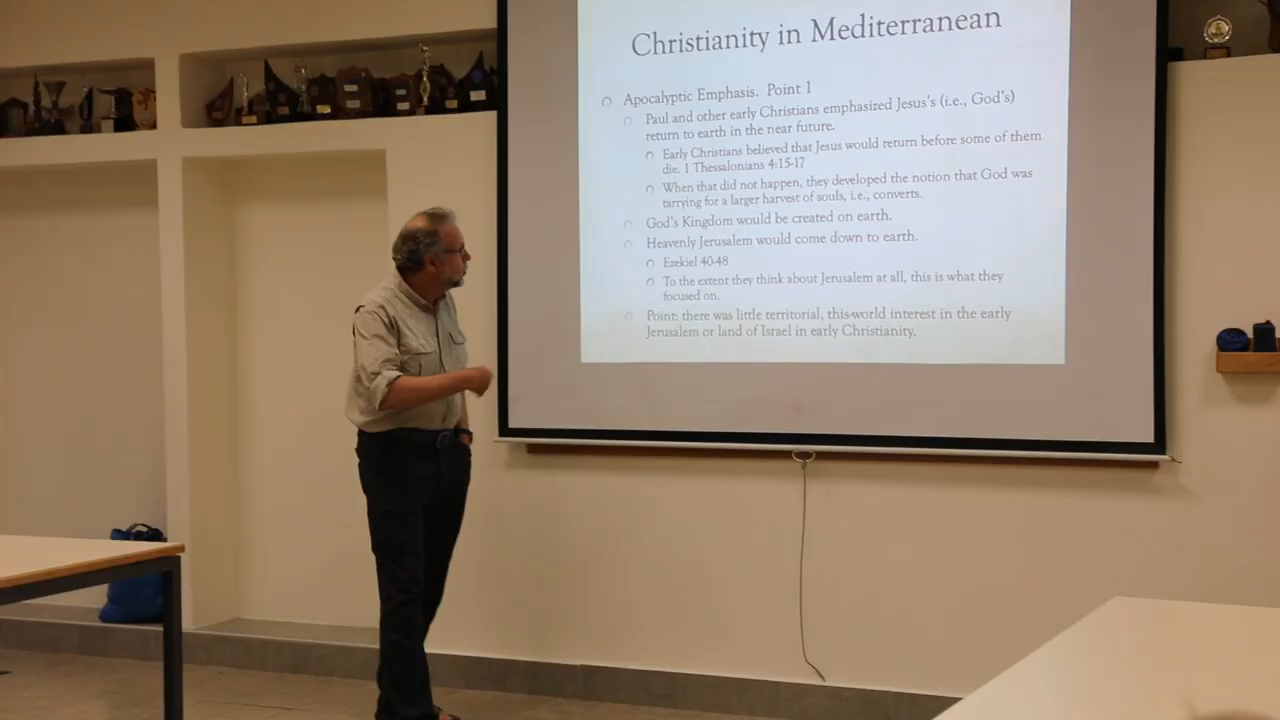 Christianity in Mediterranean
Apocalyptic Emphasis. Point 1
Paul and other early Christians emphasized Jesus's (i.e., God's)
return to earth in the near future.
Early Christians believed that Jesus would return before some of them
die. 1 Thessalonians 4:15-17
When that did not happen, they developed the notion that God was
tarrying for a larger harvest of souls, i.e., converts.
God's Kingdom would be created on earth.
Heavenly Jerusalem would come down to earth.
Ezekiel 40-48
To the extent they think about Jerusalem at all, this is what they
focused on.
Point: there was little territorial, this-world interest in the early
Jerusalem or land of Israel in early Christianity.